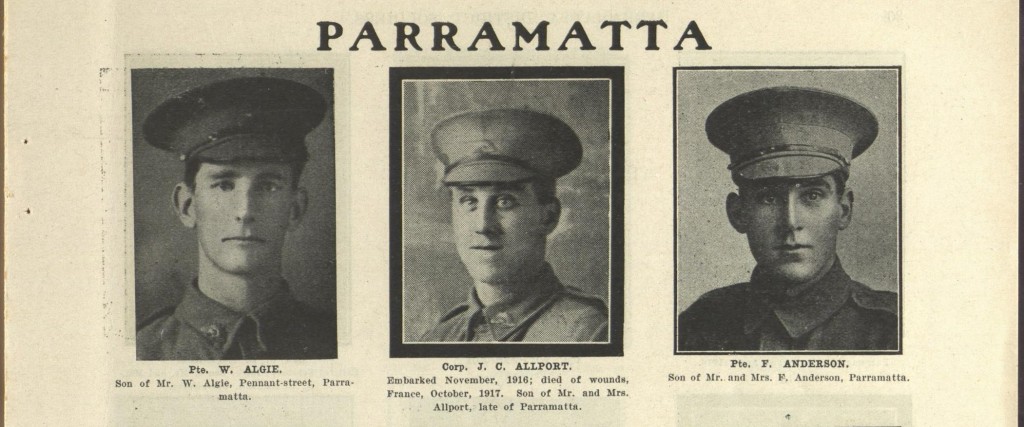 PARRAMATTA
Pte. W. ALGIE.
Son of Mr. W. Algie, Pennant-street, Parra-
matta.
Corp. J. C. ALLPORT.
Embarked November, 1916; died of wounds,
France, October, 1917. Son of Mr. and Mrs.
Allport, late of Parramatta.
Pte. F. ANDERSON.
Son of Mr. and Mrs. F. Anderson, Parramatta.